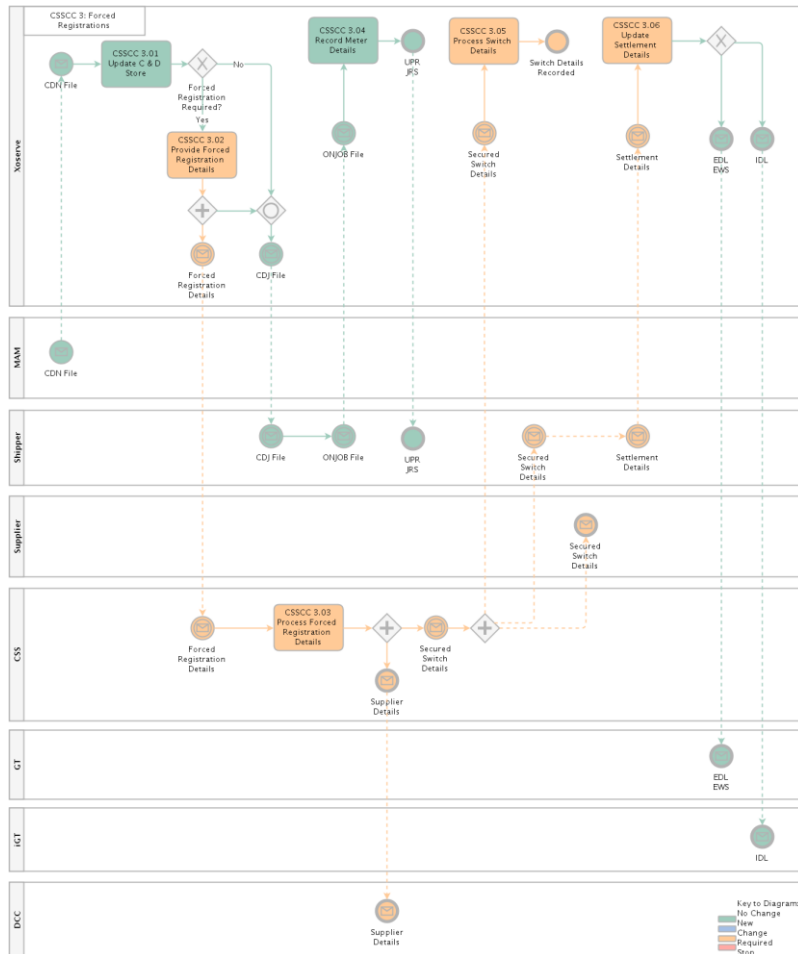 CSSCC 3: Forced
Registrations
CSSCC 3.01
Update C & D
Store
CDN File
Forced
Registration
Required?
No
Yes
CSSCC 3.02
Provide Forced
Registration
Details
Forced
Registration
Details
CDJ File
CSSCC 3.04
Record Meter
Details
UPR
JRS
ONJOB File
CSSCC 3.05
Process Switch
Details
Switch Details
Recorded
Secured
Switch
Details
CSSCC 3.06
Update
Settlement
Details
Settlement
Details
EDL
EWS
IDL
Xoserve
MAM
CDN File
Shipper
CDJ File
ONJOB File
UPR
JRS
Secured
Switch
Details
Settlement
Details
Supplier
Secured
Switch
Details
CSS
Forced
Registration
Details
CSSCC 3.03
Process Forced
Registration
Details
Secured
Switch
Details
Supplier
Details
GT
EDL
EWS
iGT
IDL
DCC
Supplier
Details
Key to Diagrams
No Change
New
Change
Required
Stop